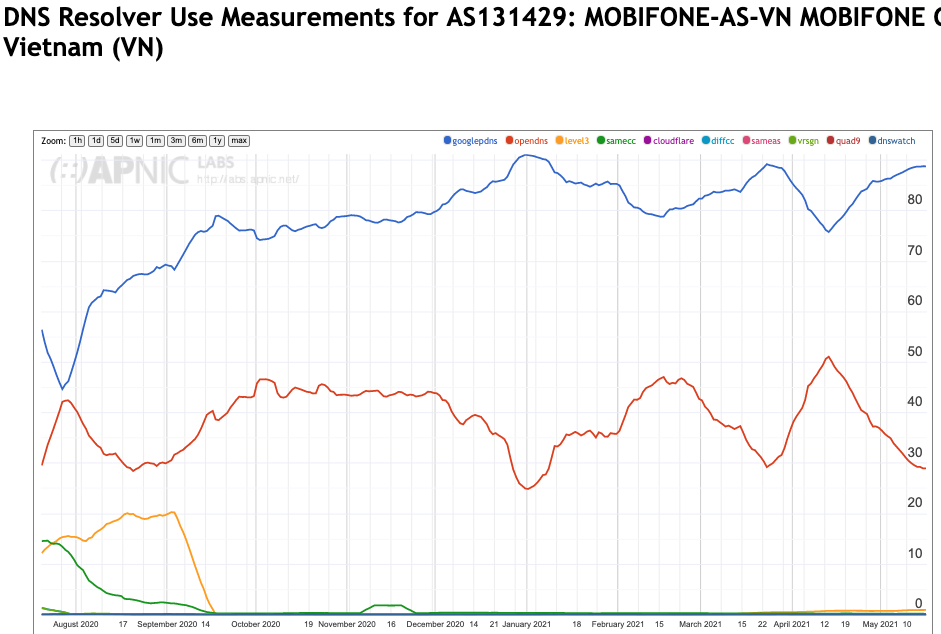 DNS Resolver Use Measurements for AS131429: MOBIFONE-AS-VN MOBIFONE
Vietnam (VN)
Zoom: 1h 1d 5d 1w 1m 3m 6m 1y max
googlepdns opendns level3 samecc cloudflare diffcc sameas vrsgn quad9 dnswatch
(::) APNIC LABS
http://labs.apnic.net/
80
70
60
50
40
30
20
10
0
August 2020 17 September 2020 14 October 2020 19 November 2020 16 December 2020 14 21 January 2021 18 February 2021 15 March 2021 15 22 April 2021 12 19 May 2021 10